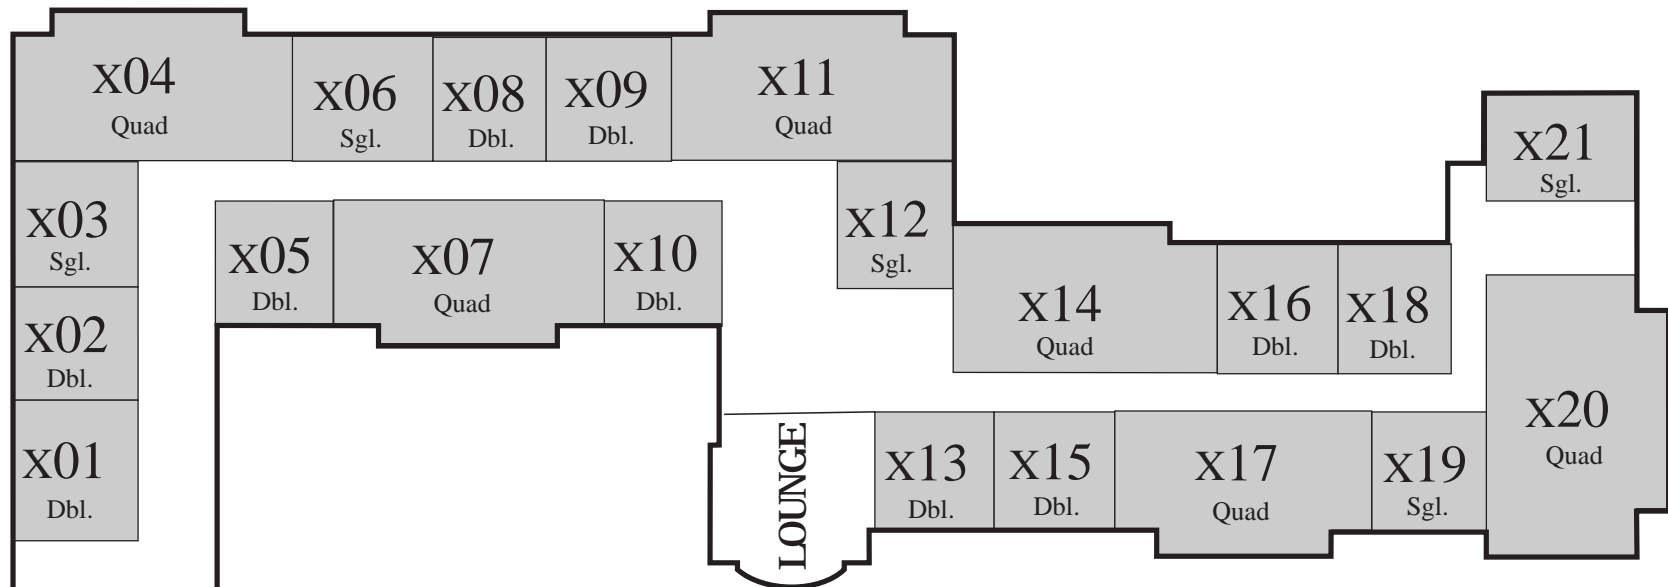 X04
Quad
X06
Sgl.
X08
Dbl.
X09
Dbl.
X11
Quad
X21
Sgl.
X03
Sgl.
X05
Dbl.
X07
Quad
X10
Dbl.
X12
Sgl.
X02
Dbl.
X14
Quad
X16
Dbl.
X18
Dbl.
X01
Dbl.
LOUNGE
X13
Dbl.
X15
Dbl.
X17
Quad
X19
Sgl.
X20
Quad